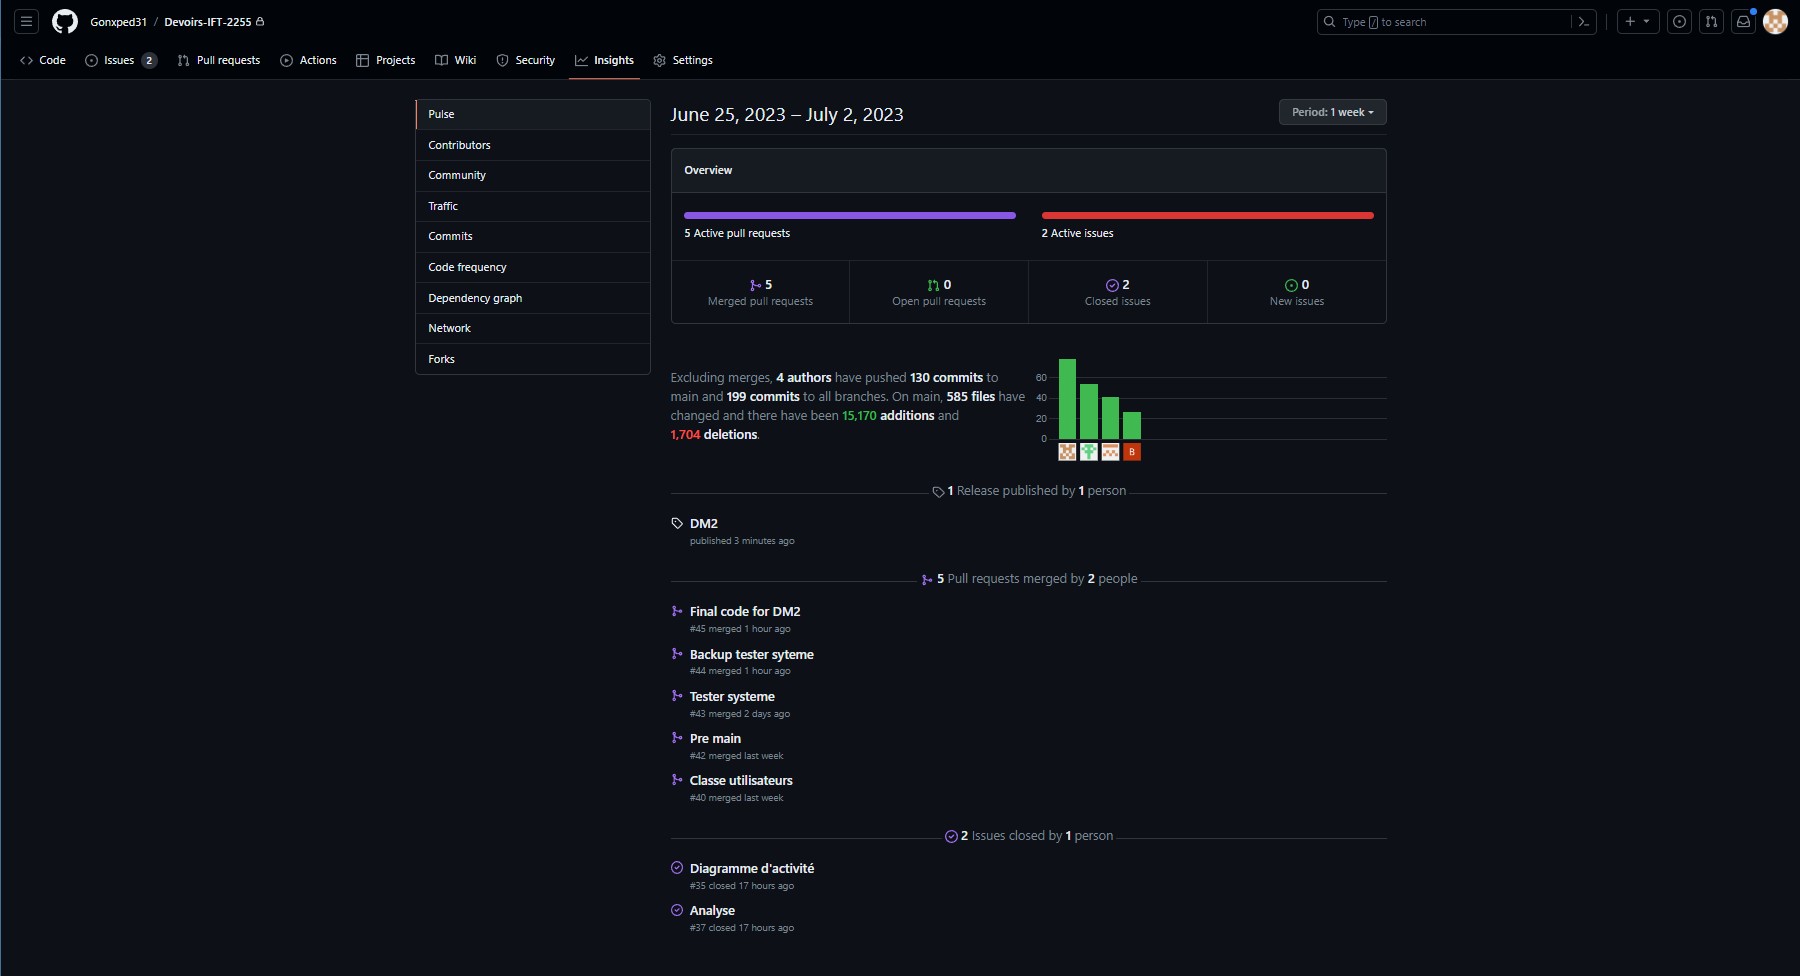 Gonxped31 / Devoirs-IFT-2255
Type / to search
Code
Issues 2
Pull requests
Actions
Projects
Wiki
Security
Insights
Settings
Pulse
Contributors
Community
Traffic
Commits
Code frequency
Dependency graph
Network
Forks
June 25, 2023 – July 2, 2023
Period: 1 week
Overview
5 Active pull requests
2 Active issues
5
Merged pull requests
0
Open pull requests
2
Closed issues
0
New issues
Excluding merges, 4 authors have pushed 130 commits to
main and 199 commits to all branches. On main, 585 files have
changed and there have been 15,170 additions and
1,704 deletions.
60
40
20
0
B
1 Release published by 1 person
DM2
published 3 minutes ago
5 Pull requests merged by 2 people
Final code for DM2
#45 merged 1 hour ago
Backup tester syteme
#44 merged 1 hour ago
Tester systeme
#43 merged 2 days ago
Pre main
#42 merged last week
Classe utilisateurs
#40 merged last week
2 Issues closed by 1 person
Diagramme d'activité
#35 closed 17 hours ago
Analyse
#37 closed 17 hours ago